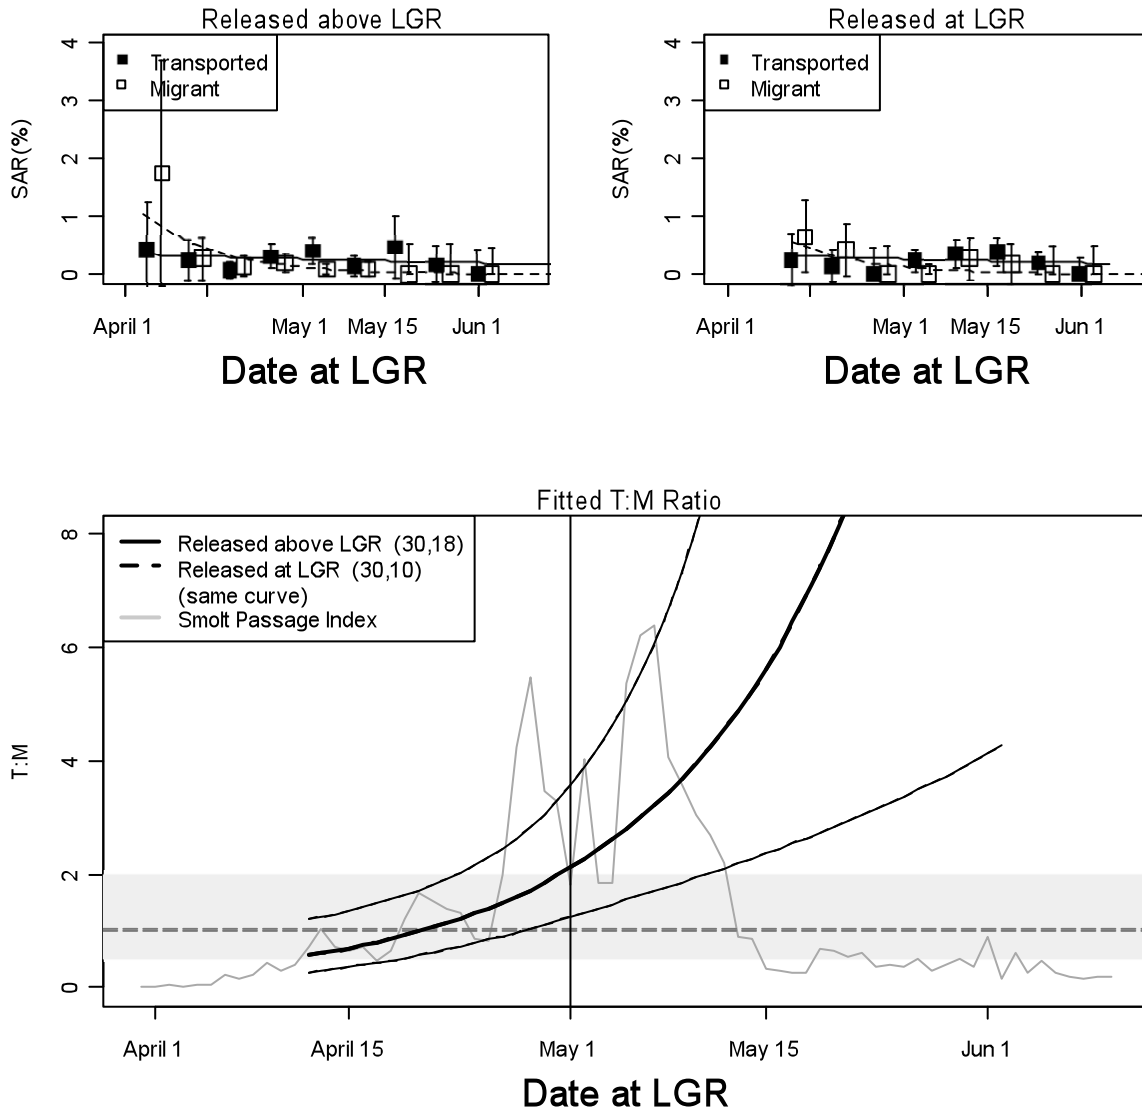 Released above LGR
4
3
2
1
0
SAR(%)
Transported
Migrant
April 1
May 1
May 15
Jun 1
Date at LGR
Released at LGR
4
3
2
1
0
SAR(%)
Transported
Migrant
April 1
May 1
May 15
Jun 1
Date at LGR
Fitted T:M Ratio
8
6
4
2
0
T:M
Released above LGR (30,18)
Released at LGR (30,10)
(same curve)
Smolt Passage Index
April 1
April 15
May 1
May 15
Jun 1
Date at LGR